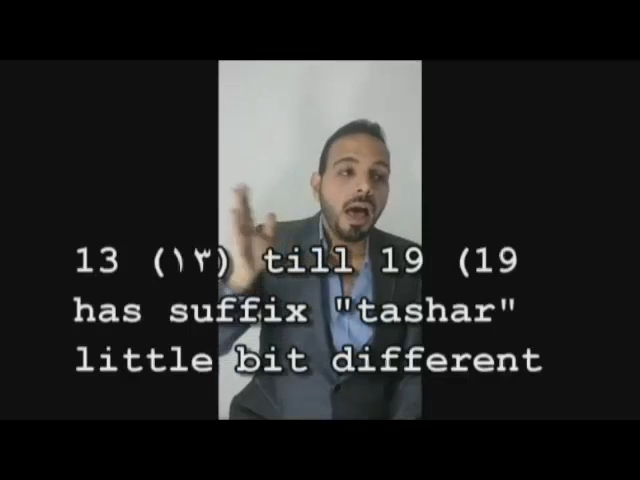 13 (١٣) till 19 (19
has suffix "tashar"
little bit different